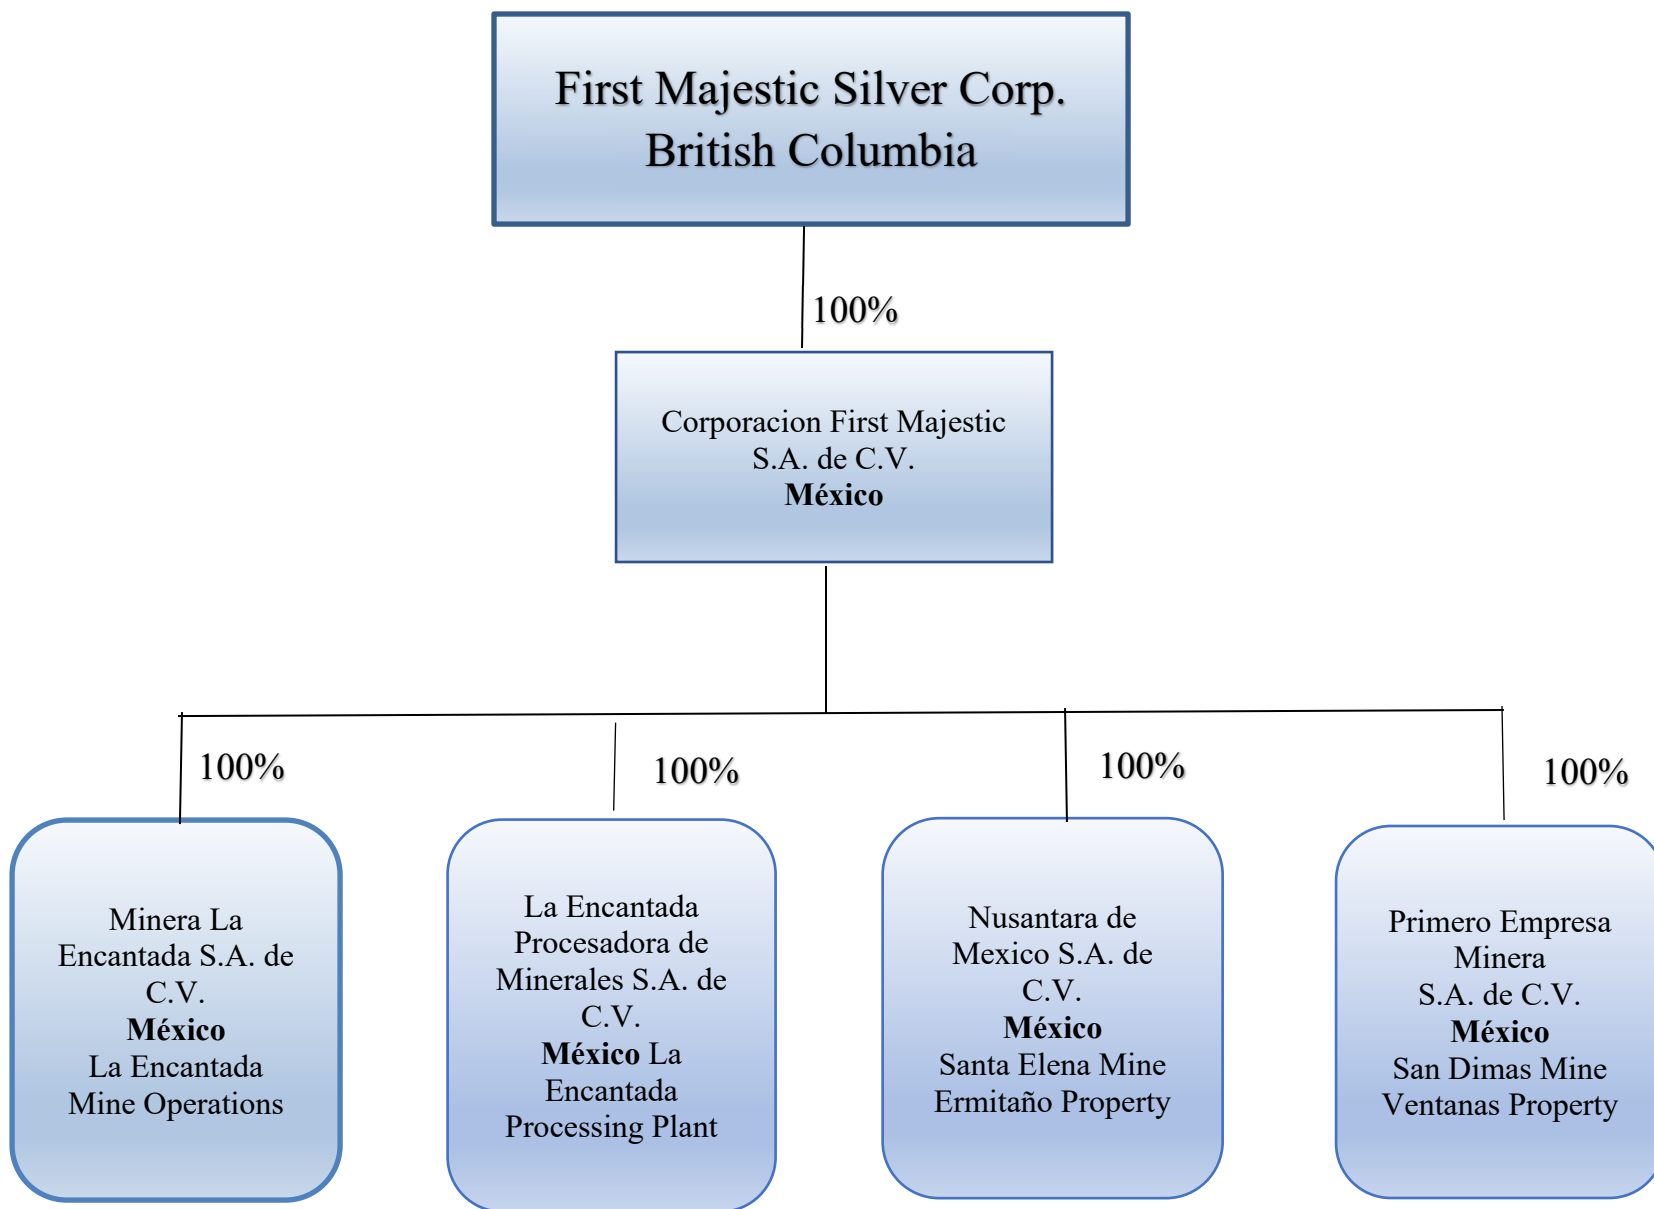 First Majestic Silver Corp.
British Columbia
100%
Corporacion First Majestic
S.A. de C.V.
México
100%
100%
100%
100%
Minera La
Encantada S.A. de
C.V.
México
La Encantada
Mine Operations
La Encantada
Procesadora de
Minerales S.A. de
C.V.
México La
Encantada
Processing Plant
Nusantara de
Mexico S.A. de
C.V.
México
Santa Elena Mine
Ermitaño Property
Primero Empresa
Minera
S.A. de C.V.
México
San Dimas Mine
Ventanas Property